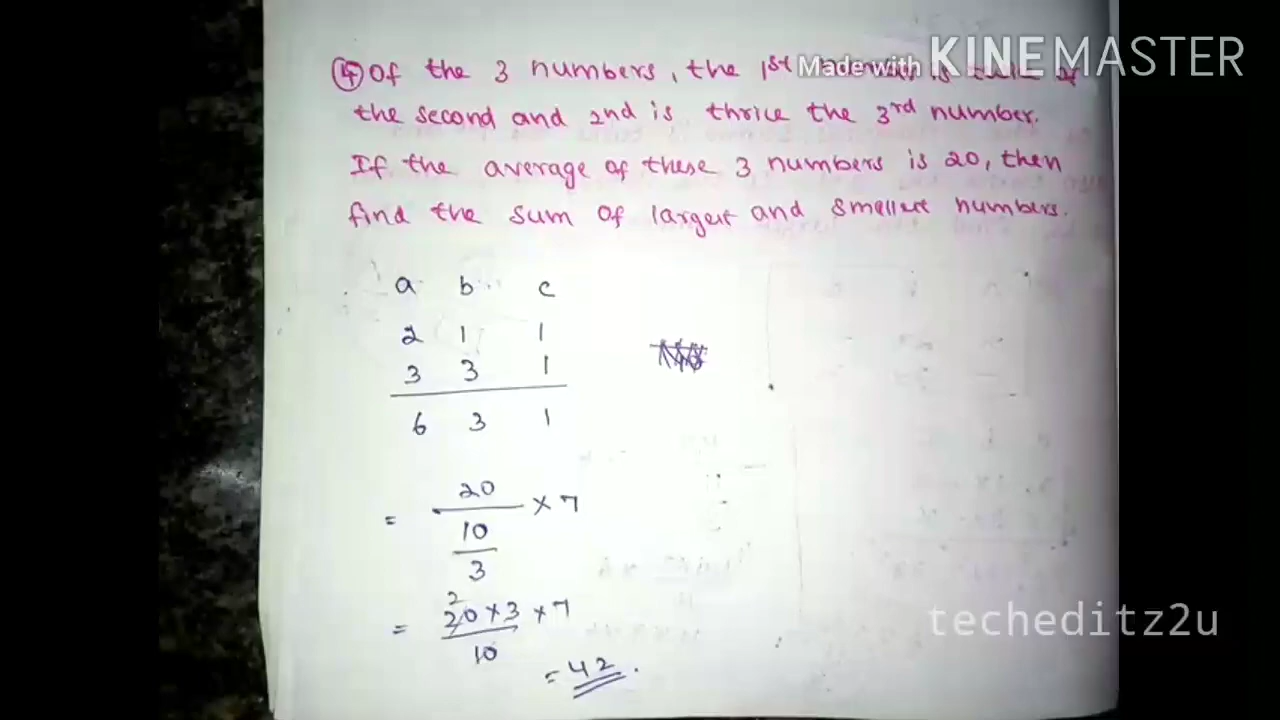 ④ Of the 3 numbers, the 1st is of
Made with KINEMASTER
the second and 2nd is thrice the 3rd number.
If the average of these 3 numbers is 20, then
find the sum of largest and smallest numbers.
a b c
2 1 1
3 3 1
6 3 1
= 20 / 10/3 × 7
= 2 20 × 3 × 7 / 10
= 42.
techeditz2u